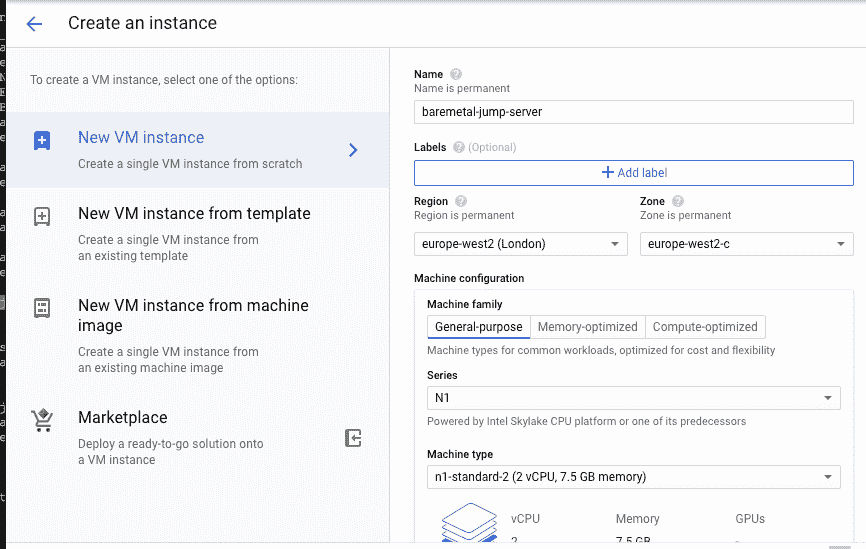 Create an instance
To create a VM instance, select one of the options:
New VM instance
Create a single VM instance from scratch
New VM instance from template
Create a single VM instance from
an existing template
New VM instance from machine
image
Create a single VM instance from
an existing machine image
Marketplace
Deploy a ready-to-go solution onto
a VM instance
Name ?
Name is permanent
baremetal-jump-server
Labels ? (Optional)
+ Add label
Region ?
Region is permanent
europe-west2 (London)
Zone ?
Zone is permanent
europe-west2-c
Machine configuration
Machine family
General-purpose Memory-optimized Compute-optimized
Machine types for common workloads, optimized for cost and flexibility
Series
N1
Powered by Intel Skylake CPU platform or one of its predecessors
Machine type
n1-standard-2 (2 vCPU, 7.5 GB memory)
vCPU Memory GPUs
2 7.5 GB -